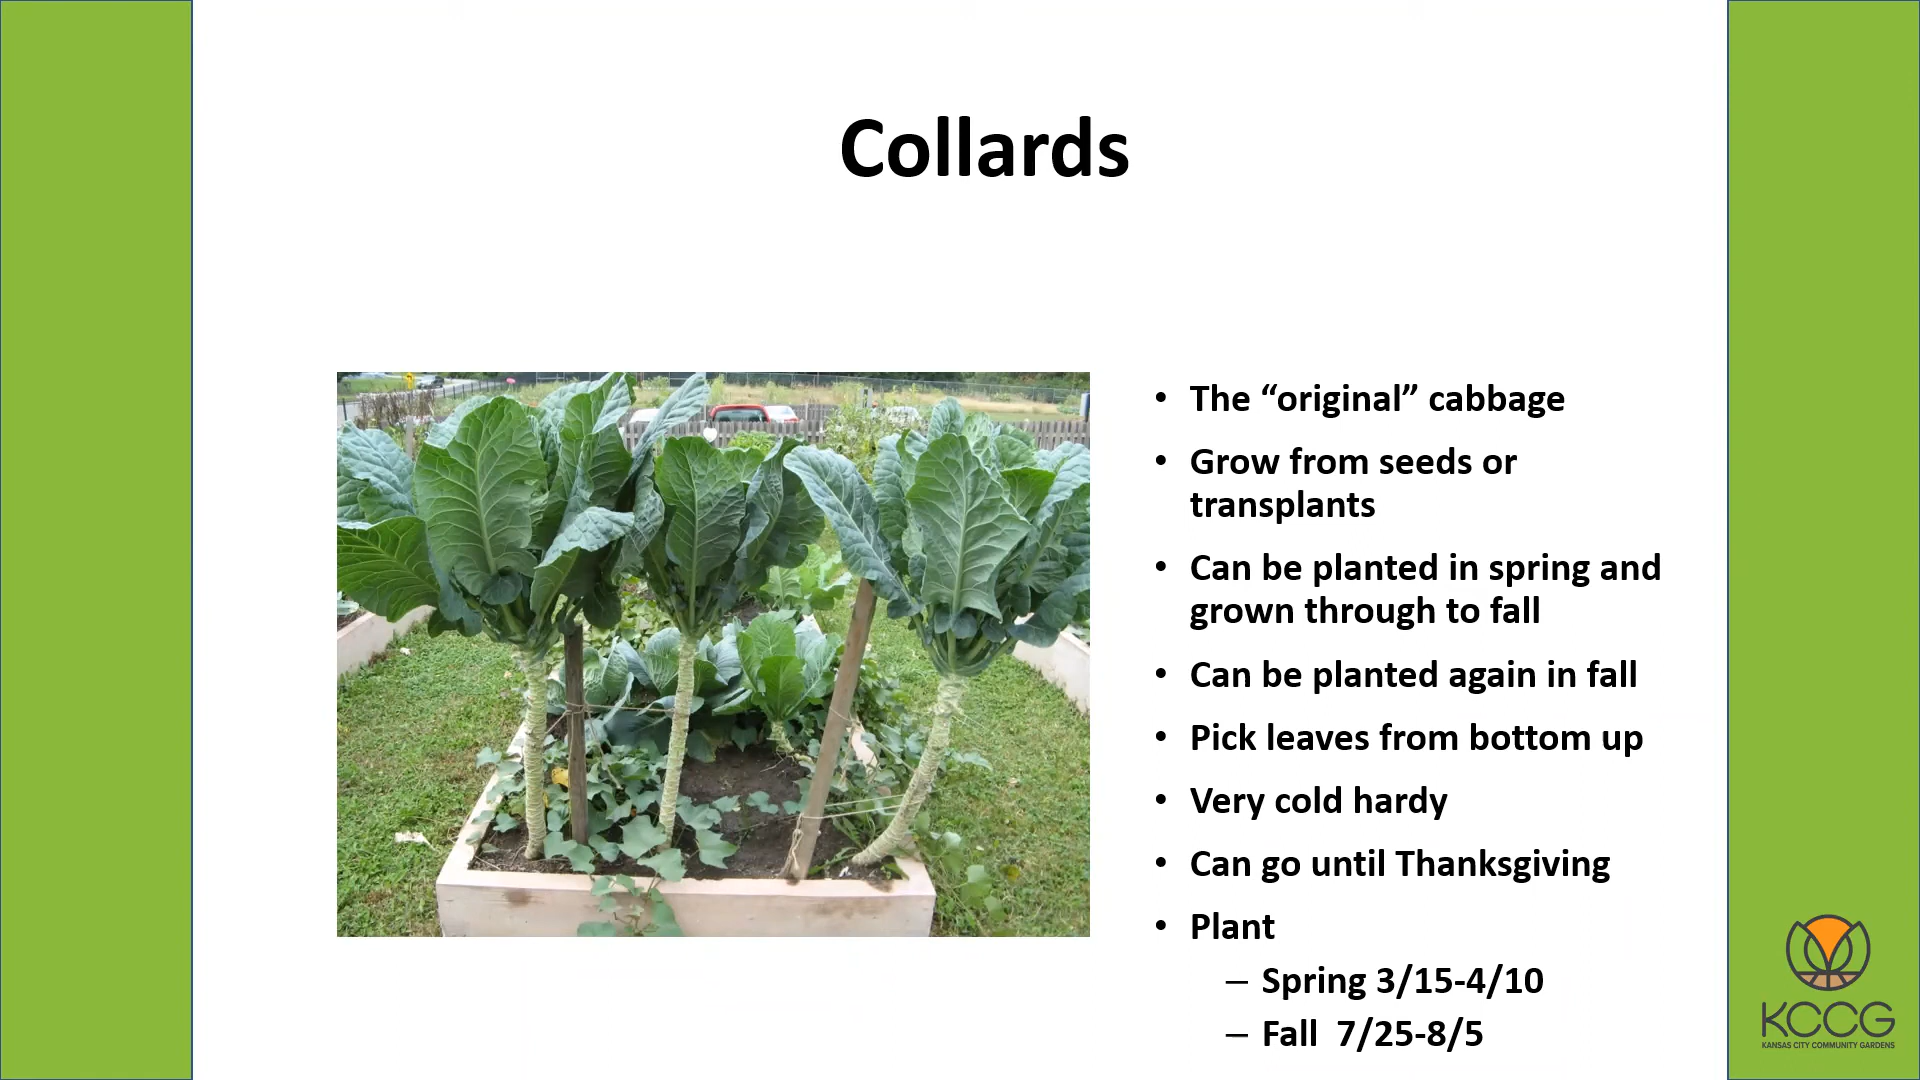 Collards
• The “original” cabbage
• Grow from seeds or
transplants
• Can be planted in spring and
grown through to fall
• Can be planted again in fall
• Pick leaves from bottom up
• Very cold hardy
• Can go until Thanksgiving
• Plant
– Spring 3/15-4/10
– Fall  7/25-8/5
KCCG
KANSAS CITY COMMUNITY GARDENS